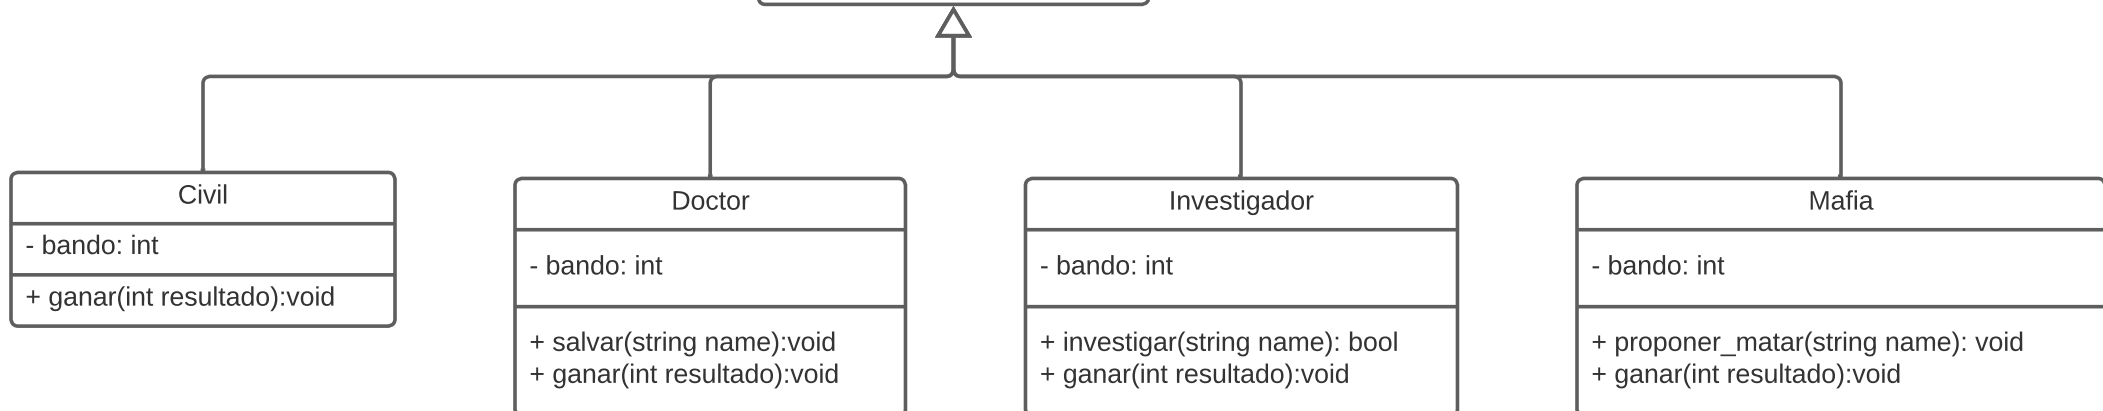 Civil
- bando: int
+ ganar(int resultado):void
Doctor
- bando: int
+ salvar(string name):void
+ ganar(int resultado):void
Investigador
- bando: int
+ investigar(string name): bool
+ ganar(int resultado):void
Mafia
- bando: int
+ proponer_matar(string name): void
+ ganar(int resultado):void